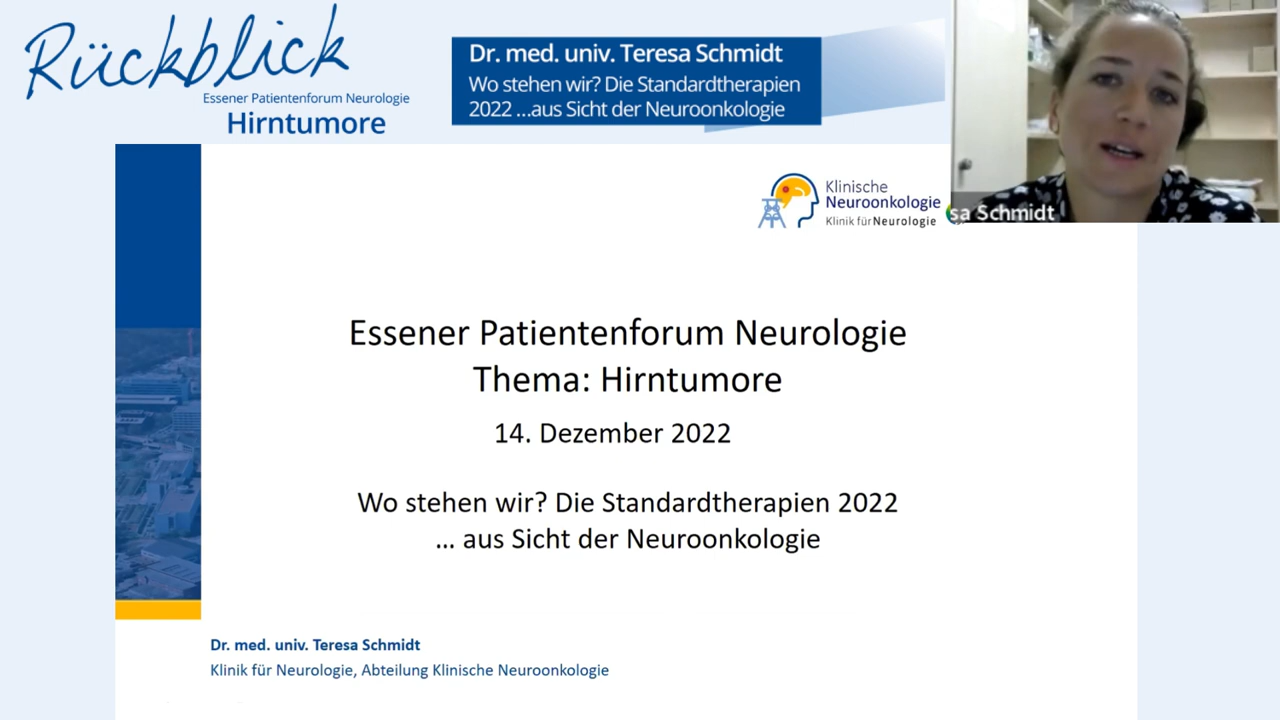 Rückblick
Essener Patientenforum Neurologie
Hirntumore
Dr. med. univ. Teresa Schmidt
Wo stehen wir? Die Standardtherapien
2022 ...aus Sicht der Neuroonkologie
Klinische
Neuroonkologie
Klinik für Neurologie
sa Schmidt
Essener Patientenforum Neurologie
Thema: Hirntumore
14. Dezember 2022
Wo stehen wir? Die Standardtherapien 2022
... aus Sicht der Neuroonkologie
Dr. med. univ. Teresa Schmidt
Klinik für Neurologie, Abteilung Klinische Neuroonkologie